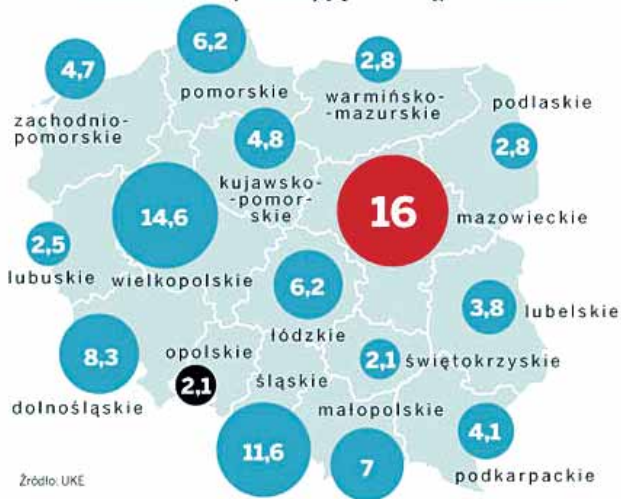 6,2
pomorskie
4,7
zachodnio-
pomorskie
2,8
warmińsko-
-mazurskie
podlaskie
2,8
4,8
kujawsko-
-pomor-
skie
16
mazowieckie
14,6
wielkopolskie
2,5
lubuskie
6,2
łódzkie
3,8
lubelskie
8,3
dolnośląskie
opolskie
2,1
śląskie
11,6
2,1
świętokrzyskie
małopolskie
7
4,1
podkarpackie
Źródło: UKE